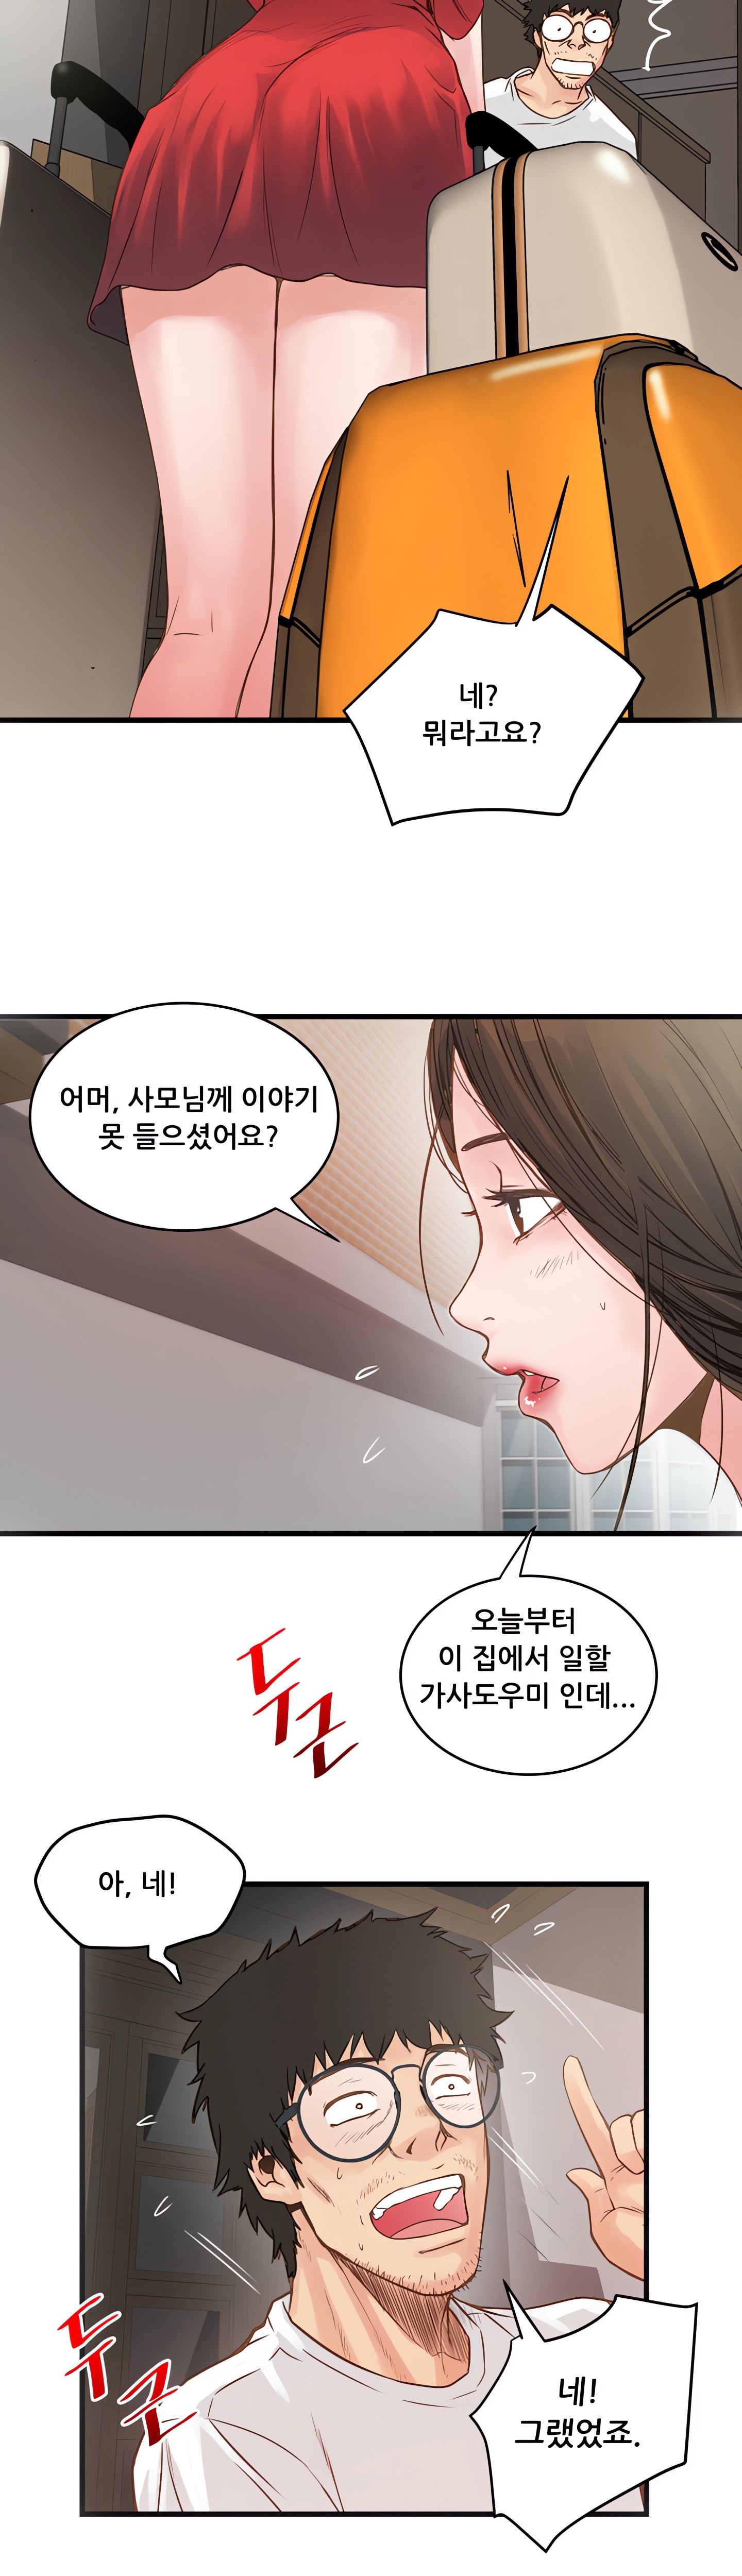 네?
뭐라고요?
어머, 사모님께 이야기
못 들으셨어요?
오늘부터
이 집에서 일할
가사도우미 인데...
두근
아, 네!
두근
네!
그랬었죠.